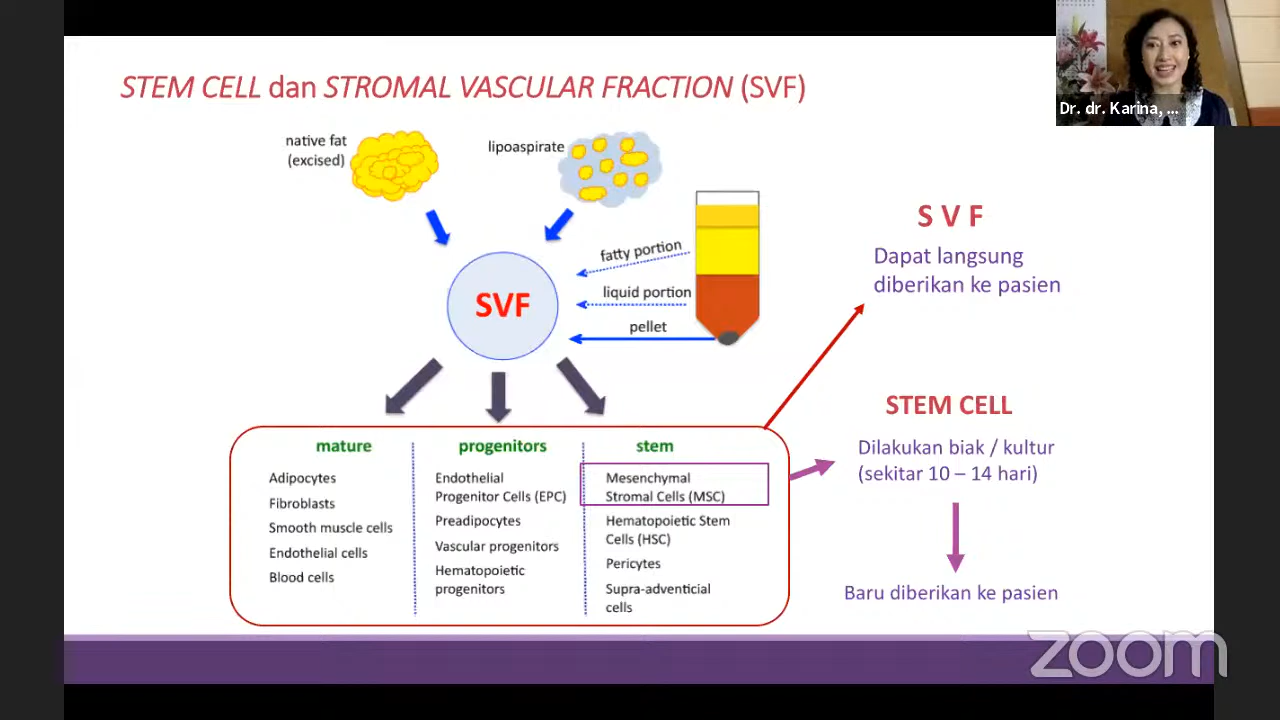 STEM CELL dan STROMAL VASCULAR FRACTION (SVF)
Dr. dr. Karina, ...
native fat
(excised)
lipoaspirate
fatty portion
liquid portion
pellet
SVF
S V F
Dapat langsung
diberikan ke pasien
mature
Adipocytes
Fibroblasts
Smooth muscle cells
Endothelial cells
Blood cells
progenitors
Endothelial
Progenitor Cells (EPC)
Preadipocytes
Vascular progenitors
Hematopoietic
progenitors
stem
Mesenchymal
Stromal Cells (MSC)
Hematopoietic Stem
Cells (HSC)
Pericytes
Supra-adventicial
cells
STEM CELL
Dilakukan biak / kultur
(sekitar 10 – 14 hari)
Baru diberikan ke pasien
zoom